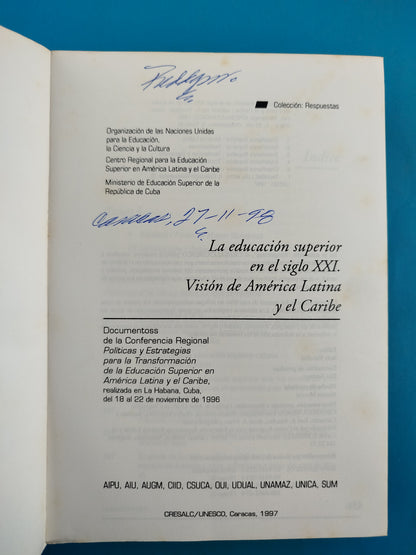 Colección: Respuestas
Organización de las Naciones Unidas
para la Educación,
la Ciencia y la Cultura
Centro Regional para la Educación
Superior en América Latina y el Caribe
Ministerio de Educación Superior de la
República de Cuba
Caracas, 27-11-98
La educación superior
en el siglo XXI.
Visión de América Latina
y el Caribe
Documentoss
de la Conferencia Regional
Políticas y Estrategias
para la Transformación
de la Educación Superior en
América Latina y el Caribe,
realizada en La Habana, Cuba,
del 18 al 22 de noviembre de 1996
AIPU, AIU, AUGM, CIID, CSUCA, OUI, UDUAL, UNAMAZ, UNICA, SUM
CRESALC/UNESCO, Caracas, 1997